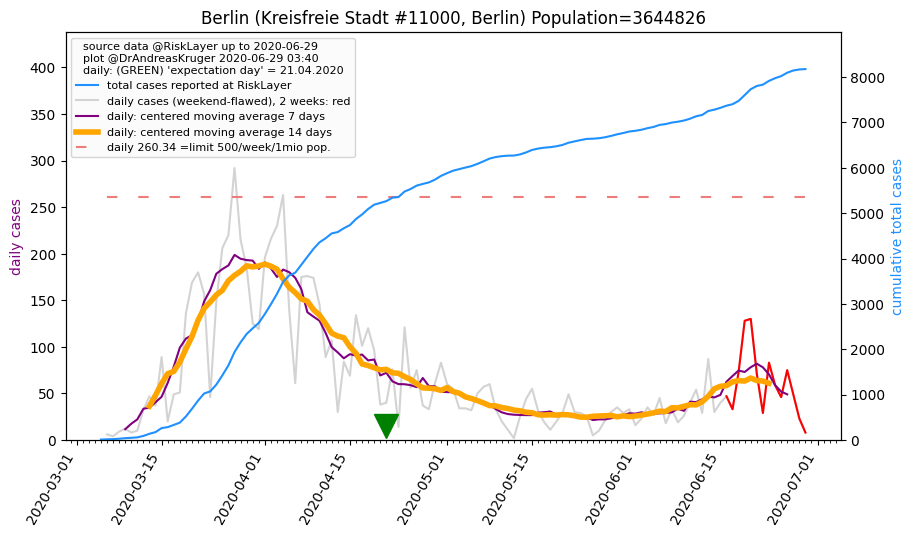 Berlin (Kreisfreie Stadt #11000, Berlin) Population=3644826
source data @RiskLayer up to 2020-06-29
plot @DrAndreasKruger 2020-06-29 03:40
daily: (GREEN) 'expectation day' = 21.04.2020
total cases reported at RiskLayer
daily cases (weekend-flawed), 2 weeks: red
daily: centered moving average 7 days
daily: centered moving average 14 days
daily 260.34 =limit 500/week/1mio pop.
daily cases
400
350
300
250
200
150
100
50
0
cumulative total cases
8000
7000
6000
5000
4000
3000
2000
1000
0
2020-03-01
2020-03-15
2020-04-01
2020-04-15
2020-05-01
2020-05-15
2020-06-01
2020-06-15
2020-07-01